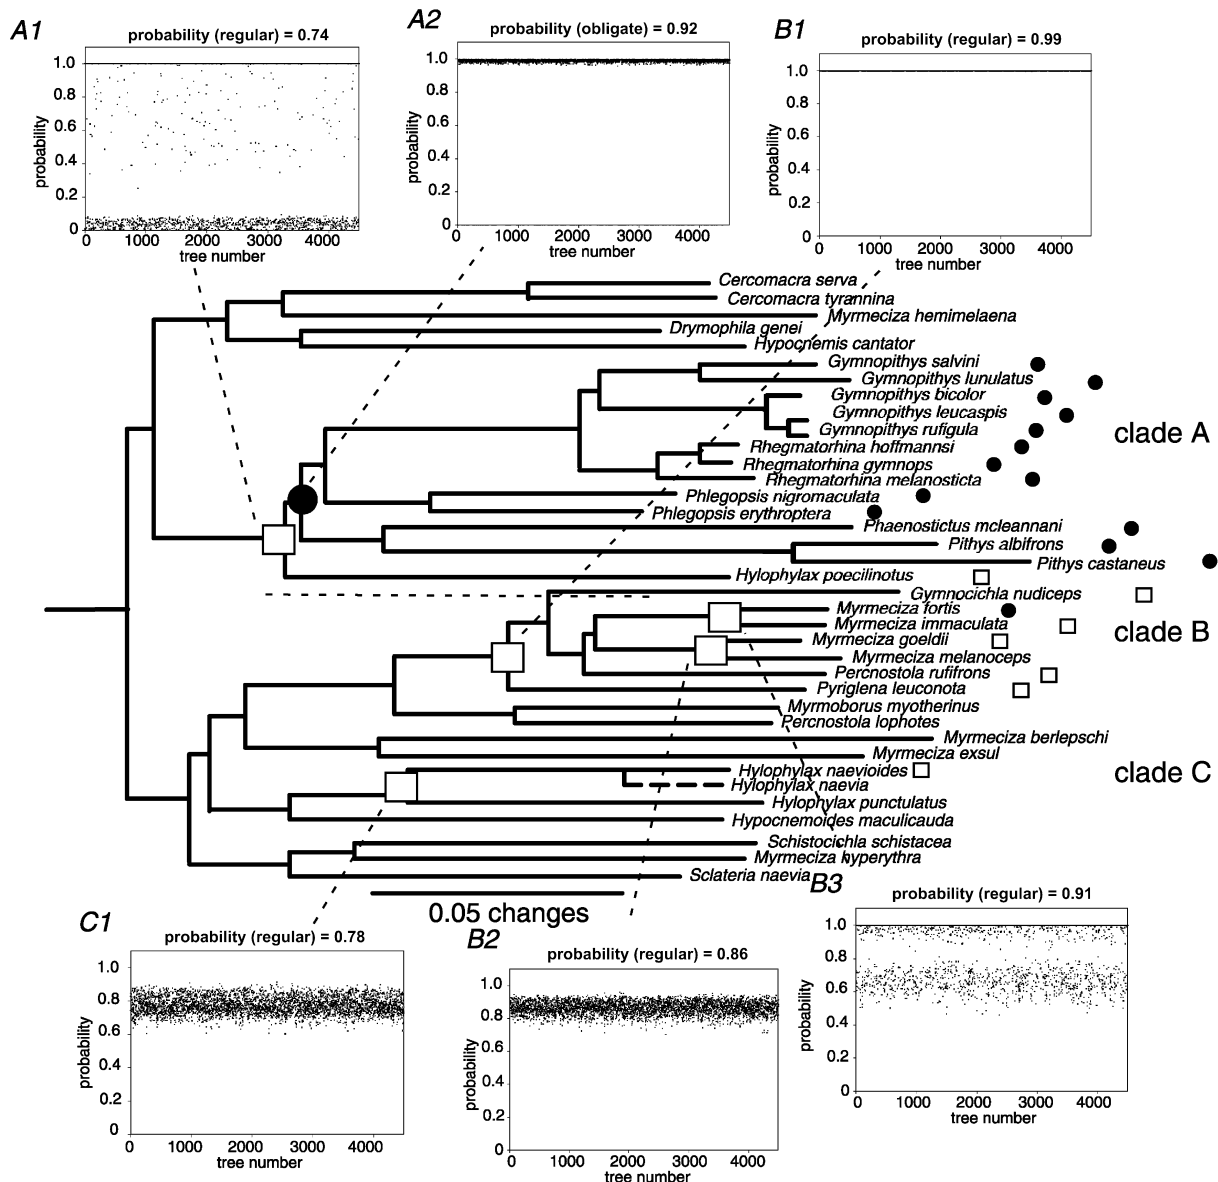 A1
probability (regular) = 0.74
1.0
0.8
0.6
0.4
0.2
0
probability
0 1000 2000 3000 4000
tree number
A2
probability (obligate) = 0.92
1.0
0.8
0.6
0.4
0.2
0
probability
0 1000 2000 3000 4000
tree number
B1
probability (regular) = 0.99
1.0
0.8
0.6
0.4
0.2
0
probability
0 1000 2000 3000 4000
tree number
Cercomacra serva
Cercomacra tyrannina
Myrmeciza hemimelaena
Drymophila genei
Hypocnemis cantator
Gymnopithys salvini
Gymnopithys lunulatus
Gymnopithys bicolor
Gymnopithys leucaspis
Gymnopithys rufigula
clade A
Rhegmatorhina hoffmannsi
Rhegmatorhina gymnops
Rhegmatorhina melanosticta
Phlegopsis nigromaculata
Phlegopsis erythroptera
Phaenostictus mcleannani
Pithys albifrons
Pithys castaneus
Hylophylax poecilinotus
Gymnocichla nudiceps
Myrmeciza fortis
Myrmeciza immaculata
clade B
Myrmeciza goeldii
Myrmeciza melanoceps
Percnostola rufifrons
Pyriglena leuconota
Myrmoborus myotherinus
Percnostola lophotes
Myrmeciza berlepschi
Myrmeciza exsul
Hylophylax naevioides
clade C
Hylophylax naevia
Hylophylax punctulatus
Hypocnemoides maculicauda
Schistocichla schistacea
Myrmeciza hyperythra
Sclateria naevia
0.05 changes
C1
probability (regular) = 0.78
1.0
0.8
0.6
0.4
0.2
0
probability
0 1000 2000 3000 4000
tree number
B2
probability (regular) = 0.86
1.0
0.8
0.6
0.4
0.2
0
probability
0 1000 2000 3000 4000
tree number
B3
probability (regular) = 0.91
1.0
0.8
0.6
0.4
0.2
0
probability
0 1000 2000 3000 4000
tree number